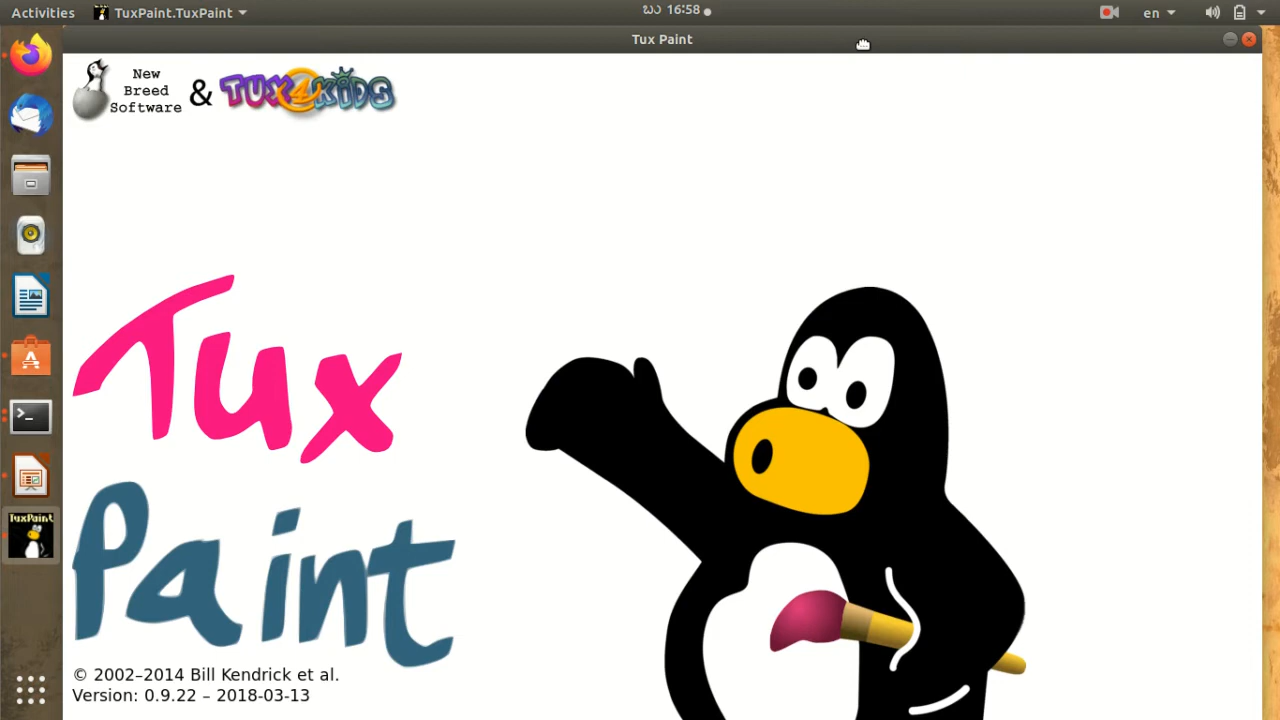 Activities
TuxPaint.TuxPaint
16:58
en
Tux Paint
New
Breed
Software
&
TUX4KIDS
Tux
Paint
© 2002–2014 Bill Kendrick et al.
Version: 0.9.22 – 2018-03-13
TuxPaint